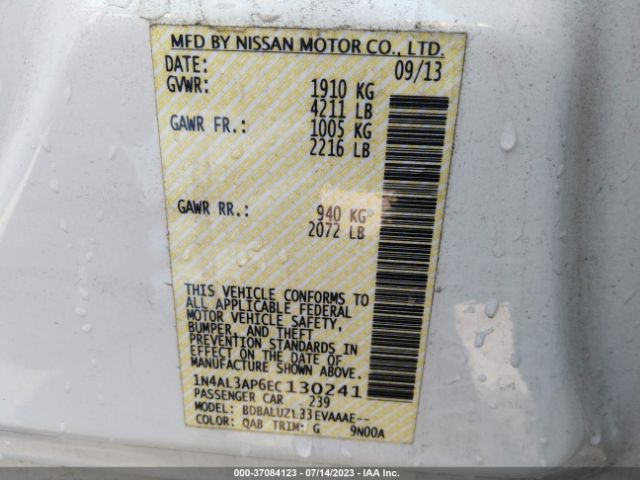 MFD BY NISSAN MOTOR CO., LTD.
DATE: 09/13
GVWR: 1910 KG
4211 LB
GAWR FR.: 1005 KG
2216 LB
GAWR RR.: 940 KG
2072 LB
THIS VEHICLE CONFORMS TO
ALL APPLICABLE FEDERAL
MOTOR VEHICLE SAFETY,
BUMPER, AND THEFT
PREVENTION STANDARDS IN
EFFECT ON THE DATE OF
MANUFACTURE SHOWN ABOVE.
1N4AL3AP6EC130241
PASSENGER CAR 239
MODEL: BDBALUZL33EVAAAE--
COLOR: QAB TRIM: G 9N00A
000-37084123 - 07/14/2023 - IAA